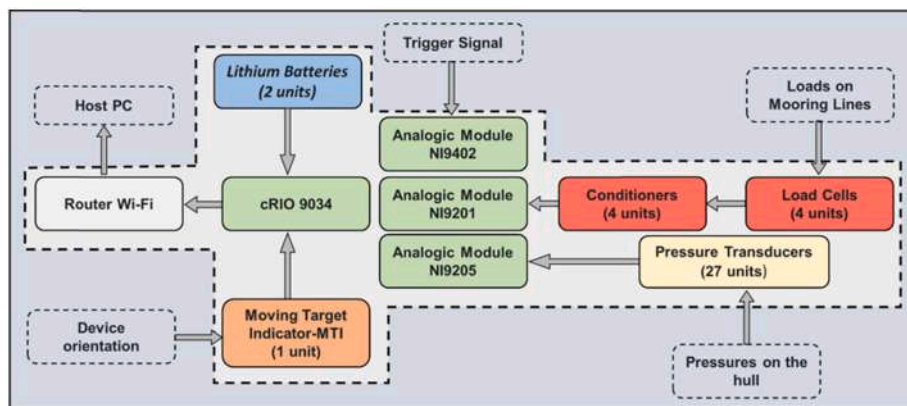 Trigger Signal
Lithium Batteries
(2 units)
Host PC
Loads on
Mooring Lines
Analogic Module
NI9402
Router Wi-Fi
cRIO 9034
Analogic Module
NI9201
Conditioners
(4 units)
Load Cells
(4 units)
Analogic Module
NI9205
Pressure Transducers
(27 units)
Device
orientation
Moving Target
Indicator-MTI
(1 unit)
Pressures on the
hull